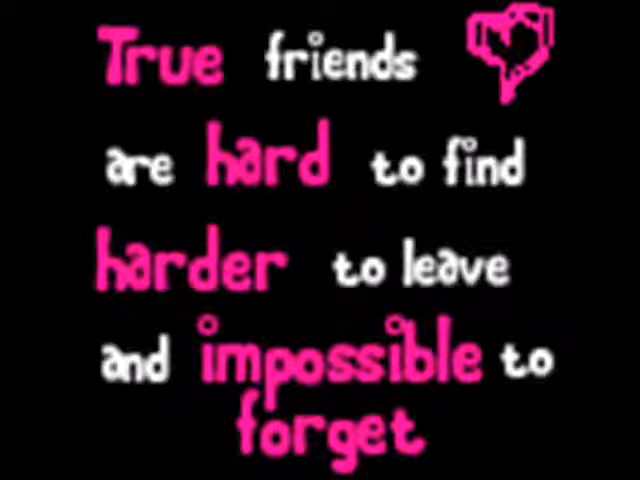 True friends
are hard to find
harder to leave
and impossible to
forget